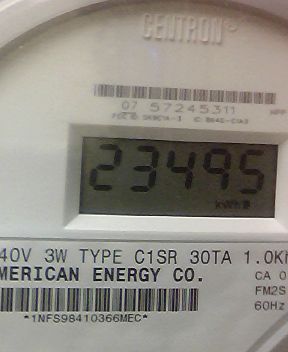 CENTRON
07 57245311
23495
kWh
40V 3W TYPE C1SR 30TA 1.0K
MERICAN ENERGY CO.
CA 0
FM2S
60Hz
*1NFS98410366MEC*